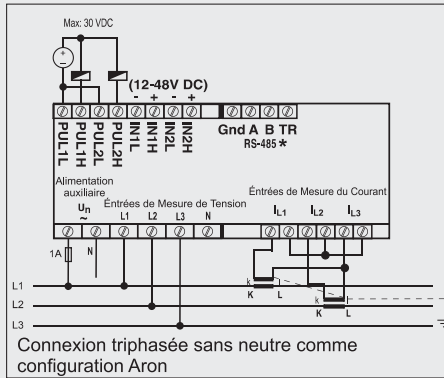 Max: 30 VDC
(12-48V DC)
- + - +
PUL1L PUL1H PUL2L PUL2H IN1L IN1H IN2L IN2H
Gnd A B TR
RS-485 *
Alimentation
auxiliaire
Entrées de Mesure de Tension
Entrées de Mesure du Courant
Un
~
N
L1 L2 L3 N
IL1 IL2 IL3
1A
L1
k l
K L
L2
k l
K L
L3
Connexion triphasée sans neutre comme
configuration Aron